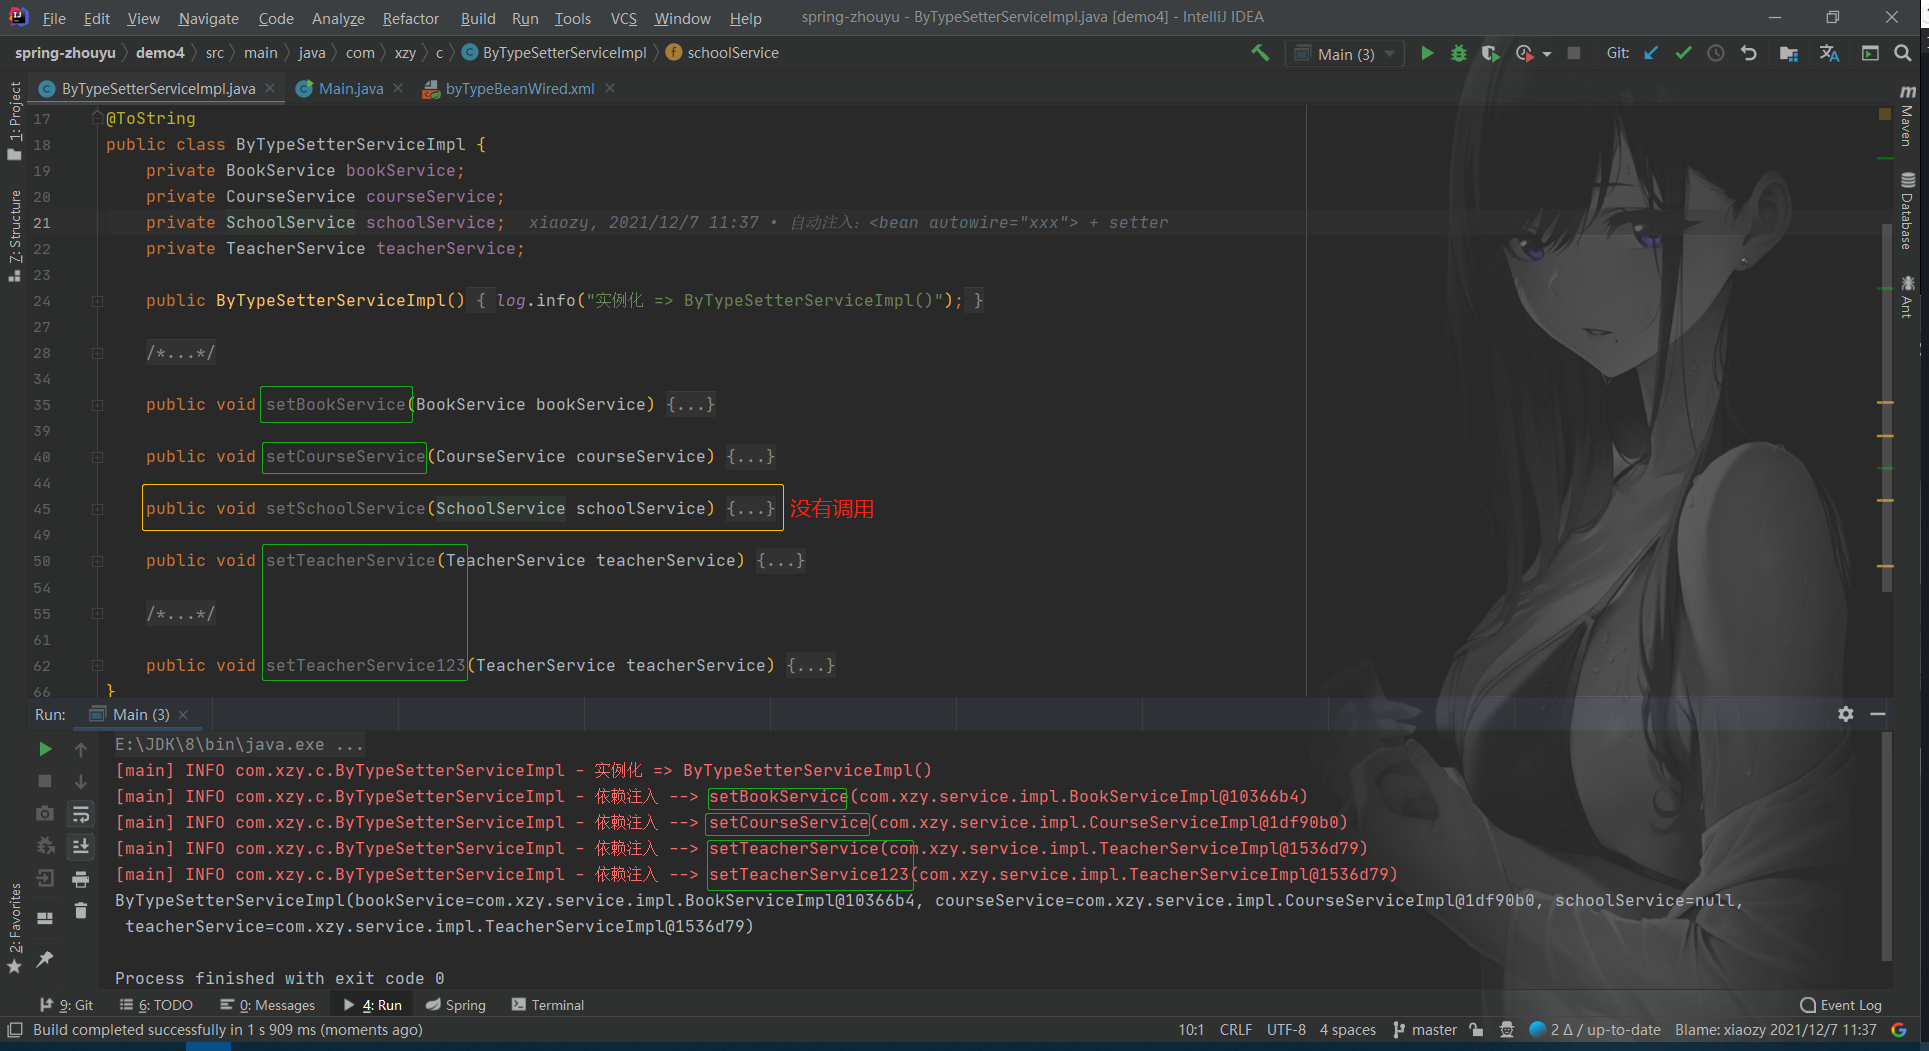 File Edit View Navigate Code Analyze Refactor Build Run Tools VCS Window Help spring-zhouyu - ByTypeSetterServiceImpl.java [demo4] - IntelliJ IDEA
spring-zhouyu demo4 src main java com xzy c ByTypeSetterServiceImpl schoolService Main (3) Git:
ByTypeSetterServiceImpl.java Main.java byTypeBeanWired.xml
1: Project
7: Structure
2: Favorites
Maven
Database
Ant
17 @ToString
18 public class ByTypeSetterServiceImpl {
19 private BookService bookService;
20 private CourseService courseService;
21 private SchoolService schoolService; xiaozy, 2021/12/7 11:37 • 自动注入: <bean autowire="xxx"> + setter
22 private TeacherService teacherService;
23
24 public ByTypeSetterServiceImpl() { log.info("实例化 => ByTypeSetterServiceImpl()"); }
27
28 /*...*/
34
35 public void setBookService(BookService bookService) {...}
39
40 public void setCourseService(CourseService courseService) {...}
44
45 public void setSchoolService(SchoolService schoolService) {...} 没有调用
49
50 public void setTeacherService(TeacherService teacherService) {...}
54
55 /*...*/
61
62 public void setTeacherService123(TeacherService teacherService) {...}
66 }
Run: Main (3)
E:\JDK\8\bin\java.exe ...
[main] INFO com.xzy.c.ByTypeSetterServiceImpl - 实例化 => ByTypeSetterServiceImpl()
[main] INFO com.xzy.c.ByTypeSetterServiceImpl - 依赖注入 --> setBookService(com.xzy.service.impl.BookServiceImpl@10366b4)
[main] INFO com.xzy.c.ByTypeSetterServiceImpl - 依赖注入 --> setCourseService(com.xzy.service.impl.CourseServiceImpl@1df90b0)
[main] INFO com.xzy.c.ByTypeSetterServiceImpl - 依赖注入 --> setTeacherService(com.xzy.service.impl.TeacherServiceImpl@1536d79)
[main] INFO com.xzy.c.ByTypeSetterServiceImpl - 依赖注入 --> setTeacherService123(com.xzy.service.impl.TeacherServiceImpl@1536d79)
ByTypeSetterServiceImpl(bookService=com.xzy.service.impl.BookServiceImpl@10366b4, courseService=com.xzy.service.impl.CourseServiceImpl@1df90b0, schoolService=null,
teacherService=com.xzy.service.impl.TeacherServiceImpl@1536d79)
Process finished with exit code 0
9: Git 6: TODO 0: Messages 4: Run Spring Terminal Event Log
Build completed successfully in 1 s 909 ms (moments ago) 10:1 CRLF UTF-8 4 spaces master 2 Δ / up-to-date Blame: xiaozy 2021/12/7 11:37